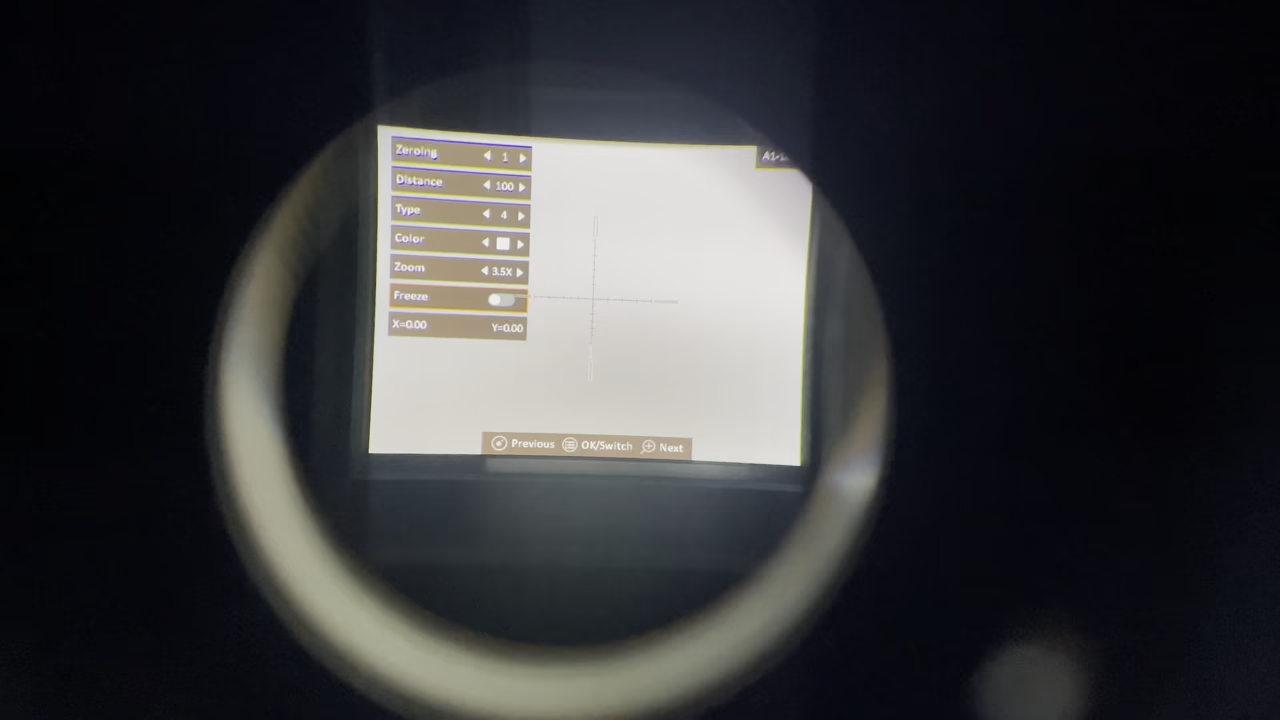 Zeroing 1
Distance 100
Type 4
Color
Zoom 3.5X
Freeze
X=0.00 Y=0.00
Previous OK/Switch Next